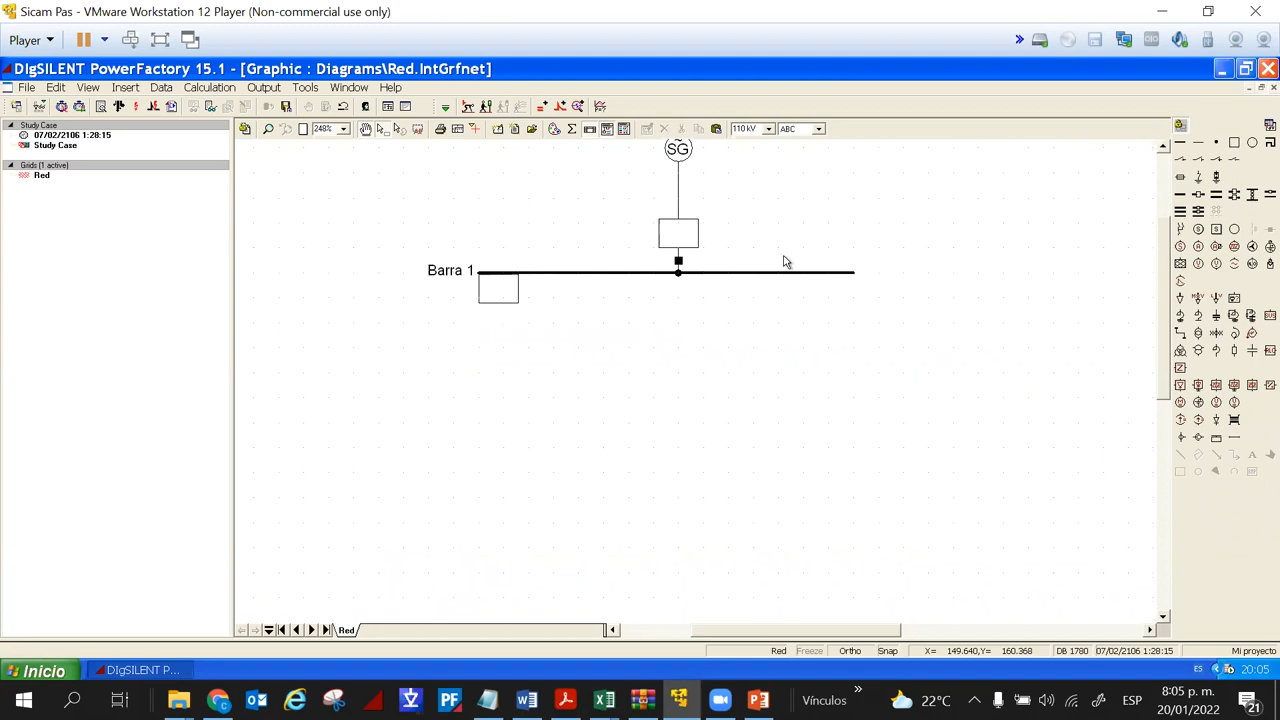 Sicam Pas - VMware Workstation 12 Player (Non-commercial use only)
Player
DIgSILENT PowerFactory 15.1 - [Graphic : Diagrams\Red.IntGrfnet]
File Edit View Insert Data Calculation Output Tools Window Help
Study Case
07/02/2106 1:28:15
Study Case
Grids (1 active)
Red
248%
110 kV
ABC
SG
Barra 1
Red
Red Freeze Ortho Snap X= 149.640,Y= 160.368 DB 1780 07/02/2106 1:28:15 Mi proyecto
Inicio
DIgSILENT P...
ES
20:05
Vínculos
22°C
ESP
8:05 p. m.
20/01/2022
21